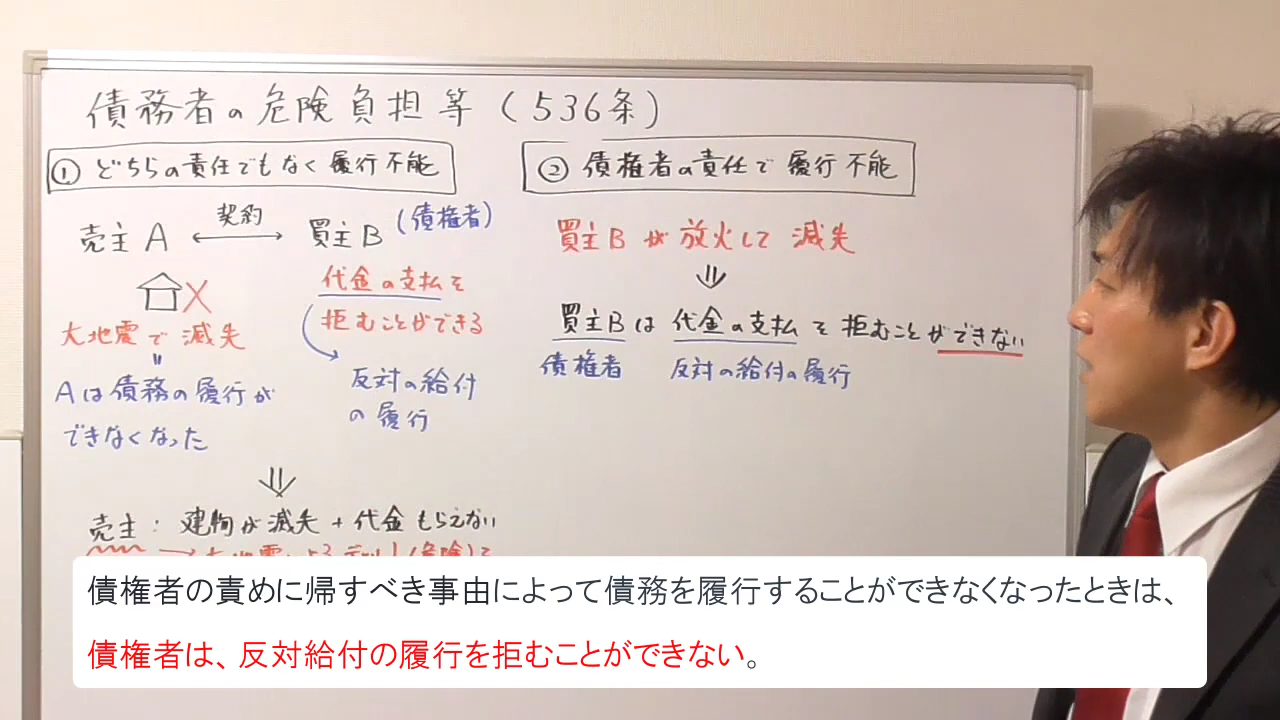 債務者の危険負担等(536条)
① どちらの責任でもなく履行不能
売主A
契約
買主B
(債権者)
大地震で滅失
Aは債務の履行が
できなくなった
代金の支払を
拒むことができる
反対の給付
の履行
売主: 建物が滅失+代金もらえない
② 債権者の責任で履行不能
買主Bが放火して滅失
買主Bは代金の支払を拒むことができない
債権者 反対の給付の履行
債権者の責めに帰すべき事由によって債務を履行することができなくなったときは、
債権者は、反対給付の履行を拒むことができない。